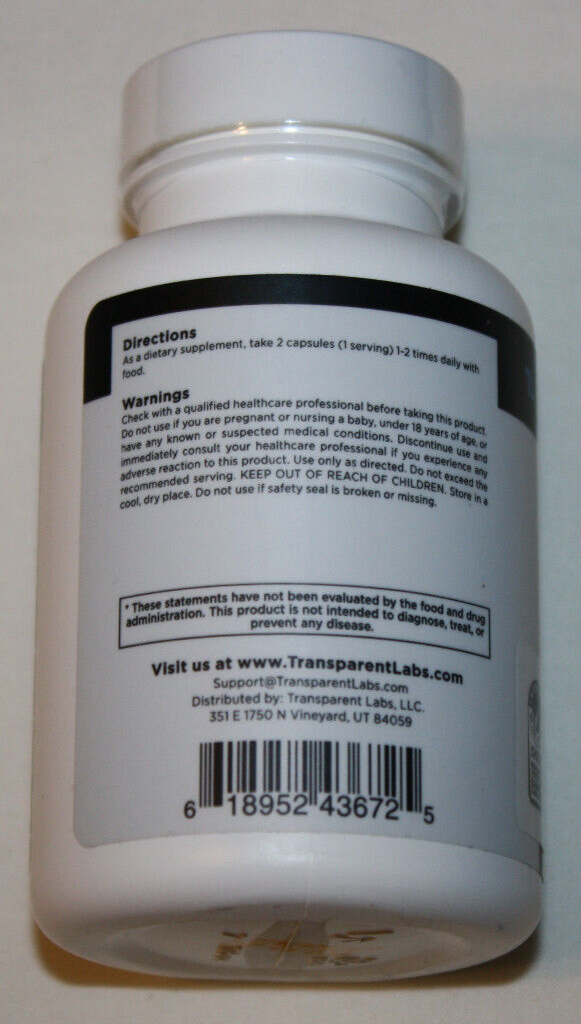 Directions
As a dietary supplement, take 2 capsules (1 serving) 1-2 times daily with
food.
Warnings
Check with a qualified healthcare professional before taking this product.
Do not use if you are pregnant or nursing a baby, under 18 years of age, or
have any known or suspected medical conditions. Discontinue use and
immediately consult your healthcare professional if you experience any
adverse reaction to this product. Use only as directed. Do not exceed the
recommended serving. KEEP OUT OF REACH OF CHILDREN. Store in a
cool, dry place. Do not use if safety seal is broken or missing.
* These statements have not been evaluated by the food and drug
administration. This product is not intended to diagnose, treat, or
prevent any disease.
Visit us at www.TransparentLabs.com
Support@TransparentLabs.com
Distributed by: Transparent Labs, LLC.
351 E 1750 N Vineyard, UT 84059
6 18952 43672 5